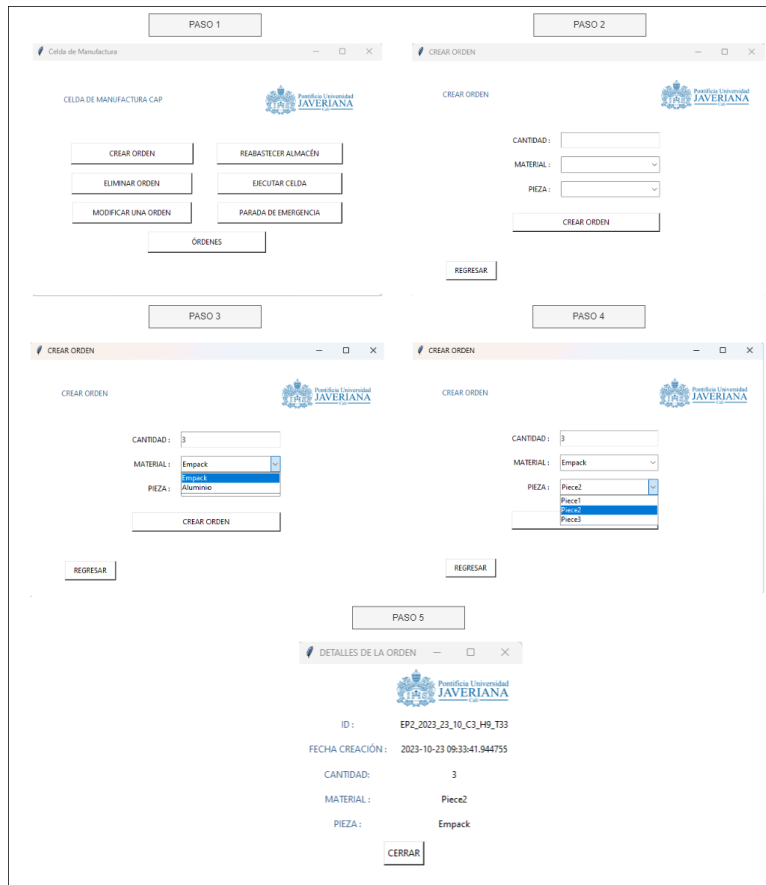 PASO 1
Celda de Manufactura
CELDA DE MANUFACTURA CAP
Pontificia Universidad
JAVERIANA
Cali
CREAR ORDEN
REABASTECER ALMACÉN
ELIMINAR ORDEN
EJECUTAR CELDA
MODIFICAR UNA ORDEN
PARADA DE EMERGENCIA
ÓRDENES
PASO 2
CREAR ORDEN
CREAR ORDEN
Pontificia Universidad
JAVERIANA
Cali
CANTIDAD :
MATERIAL :
PIEZA :
CREAR ORDEN
REGRESAR
PASO 3
CREAR ORDEN
CREAR ORDEN
Pontificia Universidad
JAVERIANA
Cali
CANTIDAD : 3
MATERIAL : Empack
Empack
PIEZA : Aluminio
CREAR ORDEN
REGRESAR
PASO 4
CREAR ORDEN
CREAR ORDEN
Pontificia Universidad
JAVERIANA
Cali
CANTIDAD : 3
MATERIAL : Empack
PIEZA : Piece2
Piece1
Piece2
Piece3
REGRESAR
PASO 5
DETALLES DE LA ORDEN
Pontificia Universidad
JAVERIANA
Cali
ID : EP2_2023_23_10_C3_H9_T33
FECHA CREACIÓN : 2023-10-23 09:33:41.944755
CANTIDAD: 3
MATERIAL : Piece2
PIEZA : Empack
CERRAR